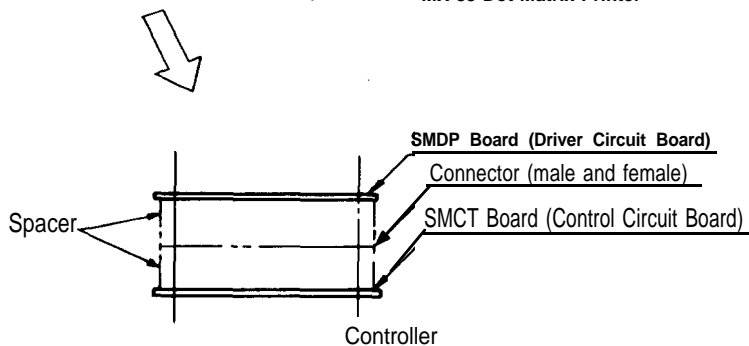 SMDP Board (Driver Circuit Board)
Connector (male and female)
Spacer
SMCT Board (Control Circuit Board)
Controller